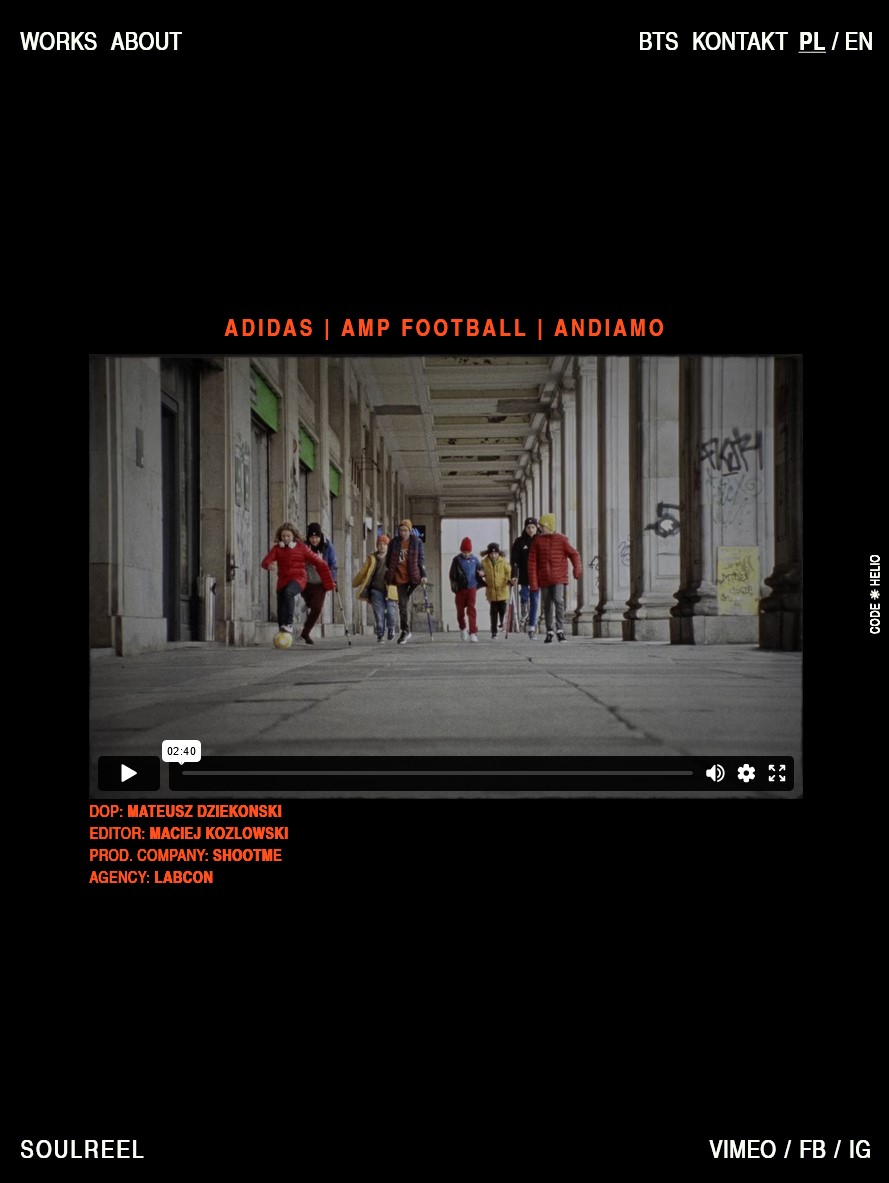 WORKS ABOUT
BTS KONTAKT PL / EN
ADIDAS | AMP FOOTBALL | ANDIAMO
CODE ❋ HELIO
02:40
DOP: MATEUSZ DZIEKONSKI
EDITOR: MACIEJ KOZLOWSKI
PROD. COMPANY: SHOOTME
AGENCY: LABCON
SOULREEL
VIMEO / FB / IG